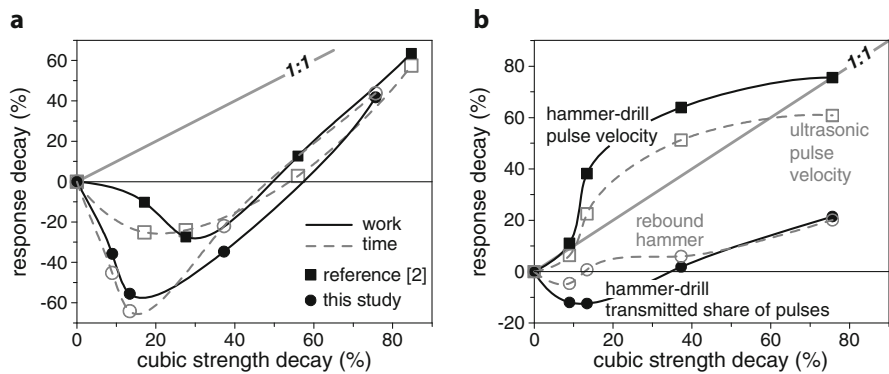 a
response decay (%)
60
40
20
0
-20
-40
-60
1:1
work
time
reference [2]
this study
0 20 40 60 80
cubic strength decay (%)
b
response decay (%)
80
60
40
20
0
-20
1:1
hammer-drill
pulse velocity
ultrasonic
pulse
velocity
rebound
hammer
hammer-drill
transmitted share of pulses
0 20 40 60 80
cubic strength decay (%)